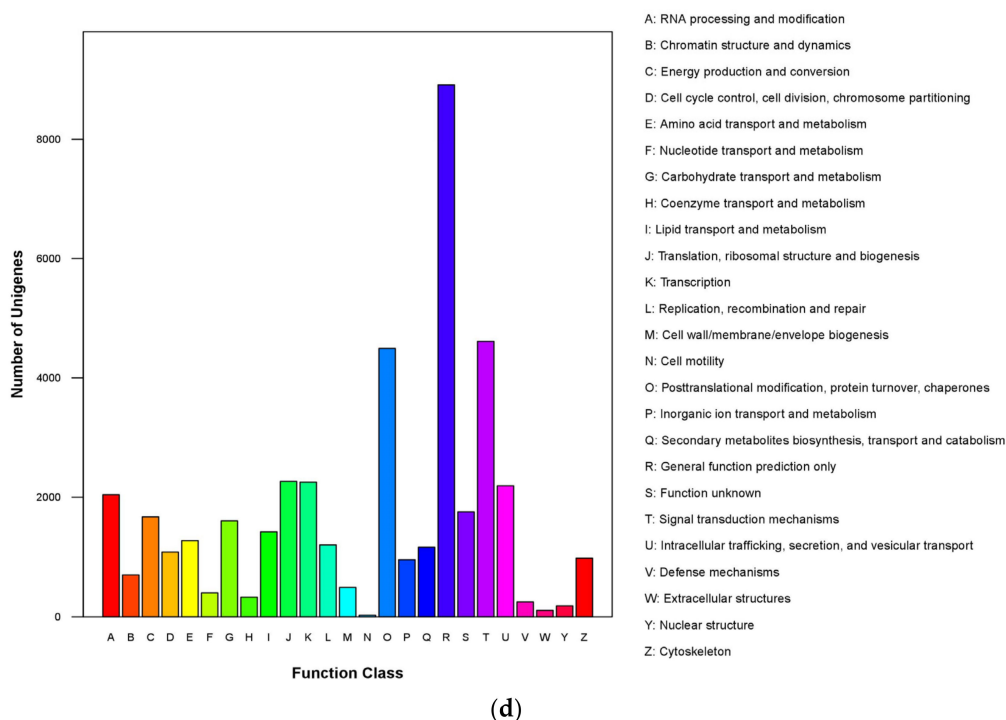 8000
6000
4000
2000
0
Number of Unigenes
A B C D E F G H I J K L M N O P Q R S T U V W Y Z
Function Class
A: RNA processing and modification
B: Chromatin structure and dynamics
C: Energy production and conversion
D: Cell cycle control, cell division, chromosome partitioning
E: Amino acid transport and metabolism
F: Nucleotide transport and metabolism
G: Carbohydrate transport and metabolism
H: Coenzyme transport and metabolism
I: Lipid transport and metabolism
J: Translation, ribosomal structure and biogenesis
K: Transcription
L: Replication, recombination and repair
M: Cell wall/membrane/envelope biogenesis
N: Cell motility
O: Posttranslational modification, protein turnover, chaperones
P: Inorganic ion transport and metabolism
Q: Secondary metabolites biosynthesis, transport and catabolism
R: General function prediction only
S: Function unknown
T: Signal transduction mechanisms
U: Intracellular trafficking, secretion, and vesicular transport
V: Defense mechanisms
W: Extracellular structures
Y: Nuclear structure
Z: Cytoskeleton
(d)